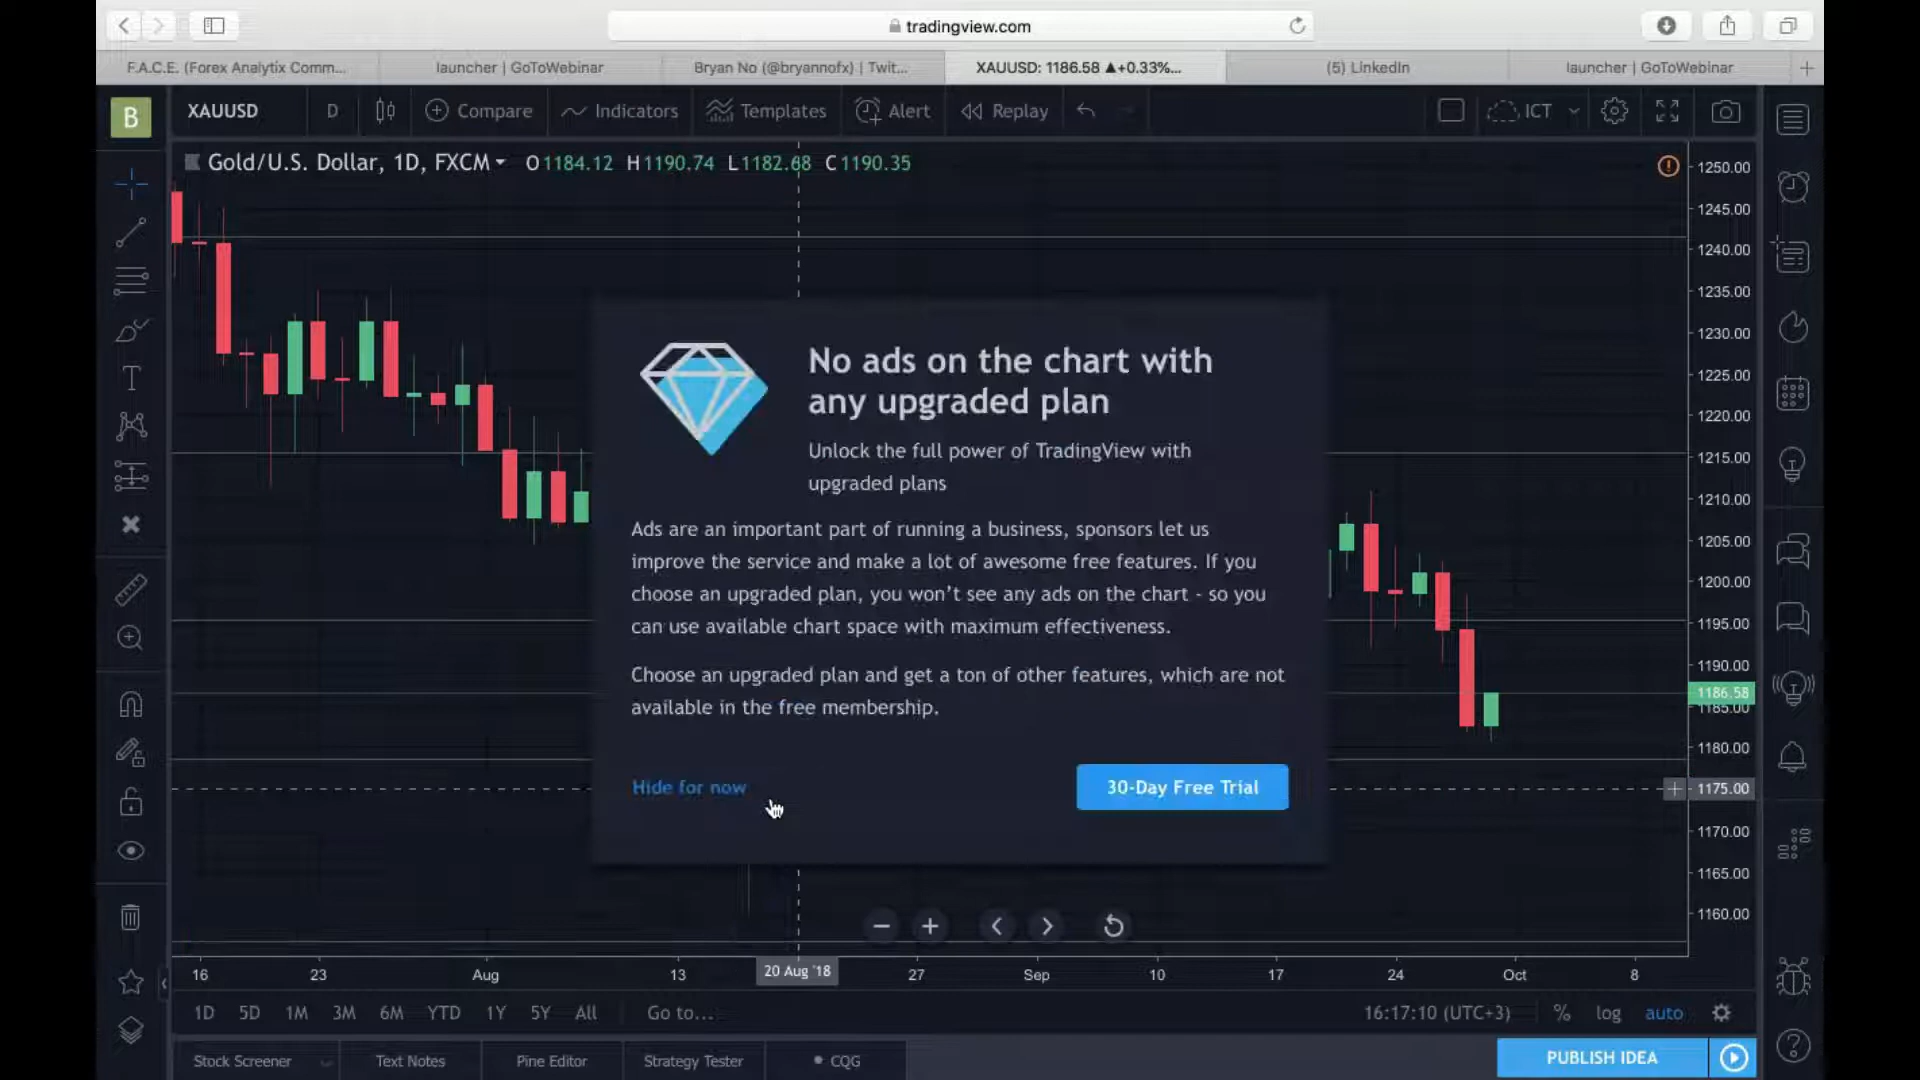 tradingview.com
F.A.C.E. (Forex Analytix Comm...
launcher | GoToWebinar
Bryan No (@bryannofx) | Twit...
XAUUSD: 1186.58 ▲+0.33%...
(5) LinkedIn
launcher | GoToWebinar
B
XAUUSD
D
Compare
Indicators
Templates
Alert
Replay
ICT
Gold/U.S. Dollar, 1D, FXCM
O1184.12 H1190.74 L1182.68 C1190.35
1250.00
1245.00
1240.00
1235.00
1230.00
1225.00
1220.00
1215.00
1210.00
1205.00
1200.00
1195.00
1190.00
1186.58
1185.00
1180.00
1175.00
1170.00
1165.00
1160.00
No ads on the chart with
any upgraded plan
Unlock the full power of TradingView with
upgraded plans
Ads are an important part of running a business, sponsors let us
improve the service and make a lot of awesome free features. If you
choose an upgraded plan, you won't see any ads on the chart - so you
can use available chart space with maximum effectiveness.
Choose an upgraded plan and get a ton of other features, which are not
available in the free membership.
Hide for now
30-Day Free Trial
16 23 Aug 13 20 Aug '18 27 Sep 10 17 24 Oct 8
1D 5D 1M 3M 6M YTD 1Y 5Y All Go to...
16:17:10 (UTC+3) % log auto
Stock Screener
Text Notes
Pine Editor
Strategy Tester
CQG
PUBLISH IDEA